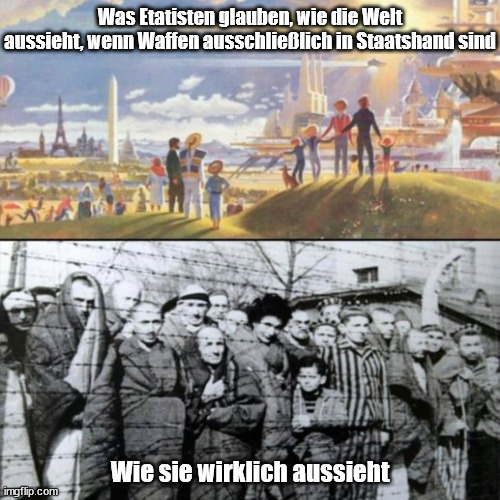 Was Etatisten glauben, wie die Welt
aussieht, wenn Waffen ausschließlich in Staatshand sind
Wie sie wirklich aussieht
imgflip.com